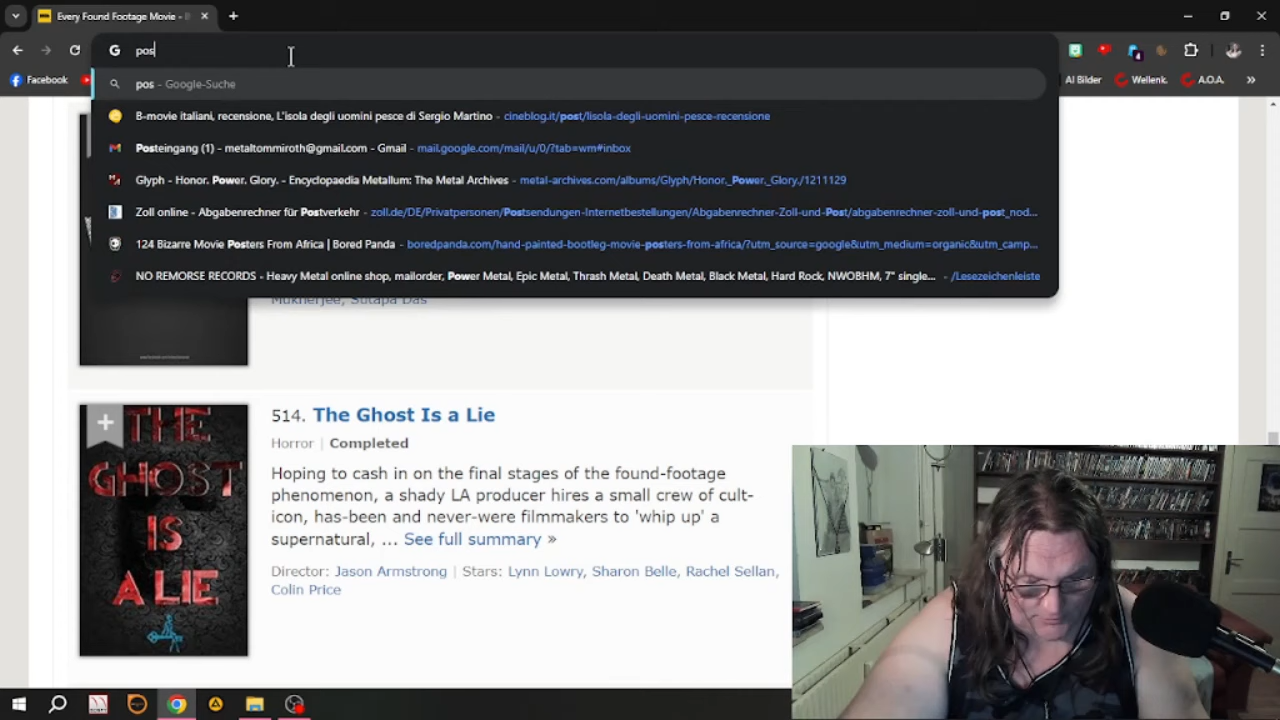 Every Found Footage Movie - I
pos
Facebook
AI Bilder
Wellenk.
A.O.A.
pos - Google-Suche
B-movie italiani, recensione, L'isola degli uomini pesce di Sergio Martino - cineblog.it/post/lisola-degli-uomini-pesce-recensione
Posteingang (1) - metaltommiroth@gmail.com - Gmail - mail.google.com/mail/u/0/?tab=wm#inbox
Glyph - Honor. Power. Glory. - Encyclopaedia Metallum: The Metal Archives - metal-archives.com/albums/Glyph/Honor._Power._Glory./1211129
Zoll online - Abgabenrechner für Postverkehr - zoll.de/DE/Privatpersonen/Postsendungen-Internetbestellungen/Abgabenrechner-Zoll-und-Post/abgabenrechner-zoll-und-post_nod...
124 Bizarre Movie Posters From Africa | Bored Panda - boredpanda.com/hand-painted-bootleg-movie-posters-from-africa/?utm_source=google&utm_medium=organic&utm_camp...
NO REMORSE RECORDS - Heavy Metal online shop, mailorder, Power Metal, Epic Metal, Thrash Metal, Death Metal, Black Metal, Hard Rock, NWOBHM, 7" single... - /Lesezeichenleiste
Mukherjee, Sutapa Das
514. The Ghost Is a Lie
Horror | Completed
Hoping to cash in on the final stages of the found-footage
phenomenon, a shady LA producer hires a small crew of cult-
icon, has-been and never-were filmmakers to 'whip up' a
supernatural, ... See full summary »
Director: Jason Armstrong | Stars: Lynn Lowry, Sharon Belle, Rachel Sellan,
Colin Price
THE
GHOST
IS
A LIE